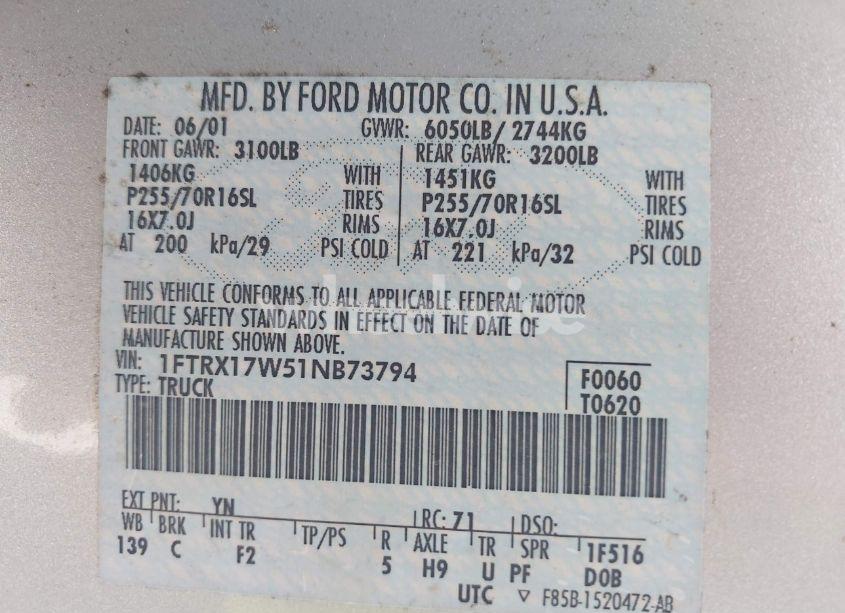 MFD. BY FORD MOTOR CO. IN U.S.A.
DATE: 06/01 GVWR: 6050LB/ 2744KG
FRONT GAWR: 3100LB REAR GAWR: 3200LB
1406KG WITH 1451KG WITH
P255/70R16SL TIRES P255/70R16SL TIRES
16X7.0J RIMS 16X7.0J RIMS
AT 200 kPa/29 PSI COLD AT 221 kPa/32 PSI COLD
THIS VEHICLE CONFORMS TO ALL APPLICABLE FEDERAL MOTOR
VEHICLE SAFETY STANDARDS IN EFFECT ON THE DATE OF
MANUFACTURE SHOWN ABOVE.
VIN: 1FTRX17W51NB73794 F0060
TYPE: TRUCK T0620
EXT PNT: YN RC: 71 DSO:
WB BRK INT TR TP/PS R AXLE TR SPR 1F516
139 C F2 5 H9 U PF DOB
UTC ▽ F85B-1520472-AB